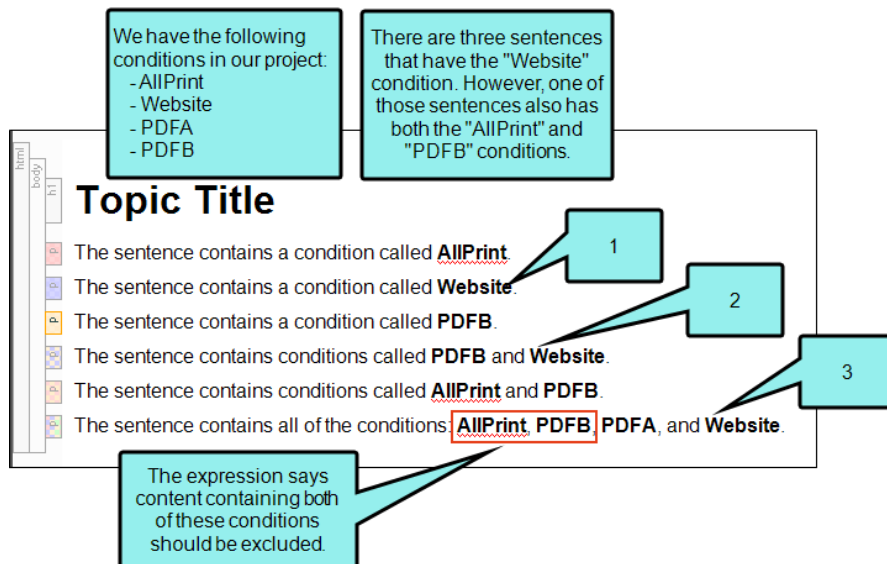 We have the following
conditions in our project:
- AllPrint
- Website
- PDFA
- PDFB
There are three sentences
that have the "Website"
condition. However, one of
those sentences also has
both the "AllPrint" and
"PDFB" conditions.
html
body
h1
Topic Title
p
The sentence contains a condition called AllPrint.
1
p
The sentence contains a condition called Website.
2
p
The sentence contains a condition called PDFB.
p
The sentence contains conditions called PDFB and Website.
3
p
The sentence contains conditions called AllPrint and PDFB.
p
The sentence contains all of the conditions: AllPrint, PDFB, PDFA, and Website.
The expression says
content containing both
of these conditions
should be excluded.